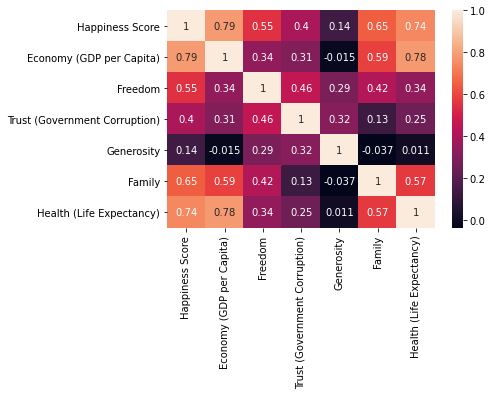 Happiness Score 1 0.79 0.55 0.4 0.14 0.65 0.74
Economy (GDP per Capita) 0.79 1 0.34 0.31 -0.015 0.59 0.78
Freedom 0.55 0.34 1 0.46 0.29 0.42 0.34
Trust (Government Corruption) 0.4 0.31 0.46 1 0.32 0.13 0.25
Generosity 0.14 -0.015 0.29 0.32 1 -0.037 0.011
Family 0.65 0.59 0.42 0.13 -0.037 1 0.57
Health (Life Expectancy) 0.74 0.78 0.34 0.25 0.011 0.57 1
Happiness Score
Economy (GDP per Capita)
Freedom
Trust (Government Corruption)
Generosity
Family
Health (Life Expectancy)
1.0
0.8
0.6
0.4
0.2
0.0